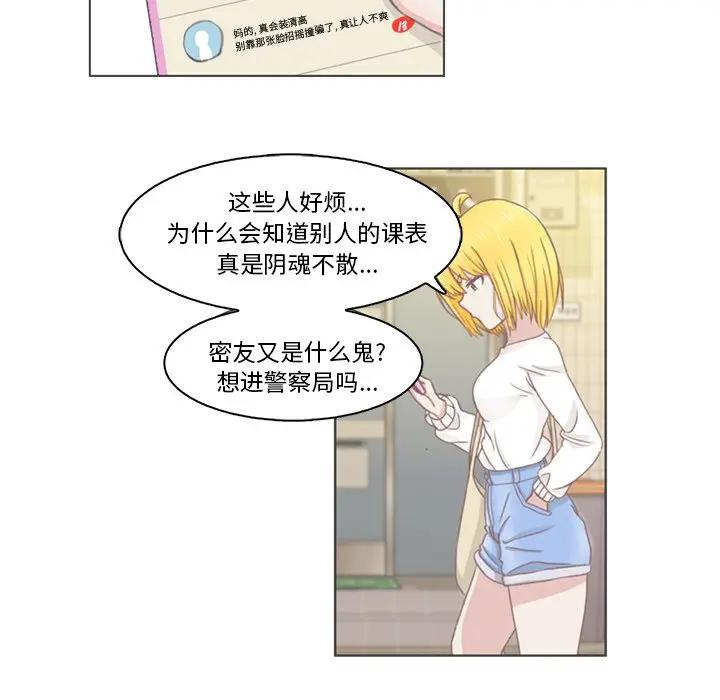 妈的，真会装清高
别靠那张脸招摇撞骗了，真让人不爽
18
这些人好烦...
为什么会知道别人的课表
真是阴魂不散...
密友又是什么鬼?
想进警察局吗...